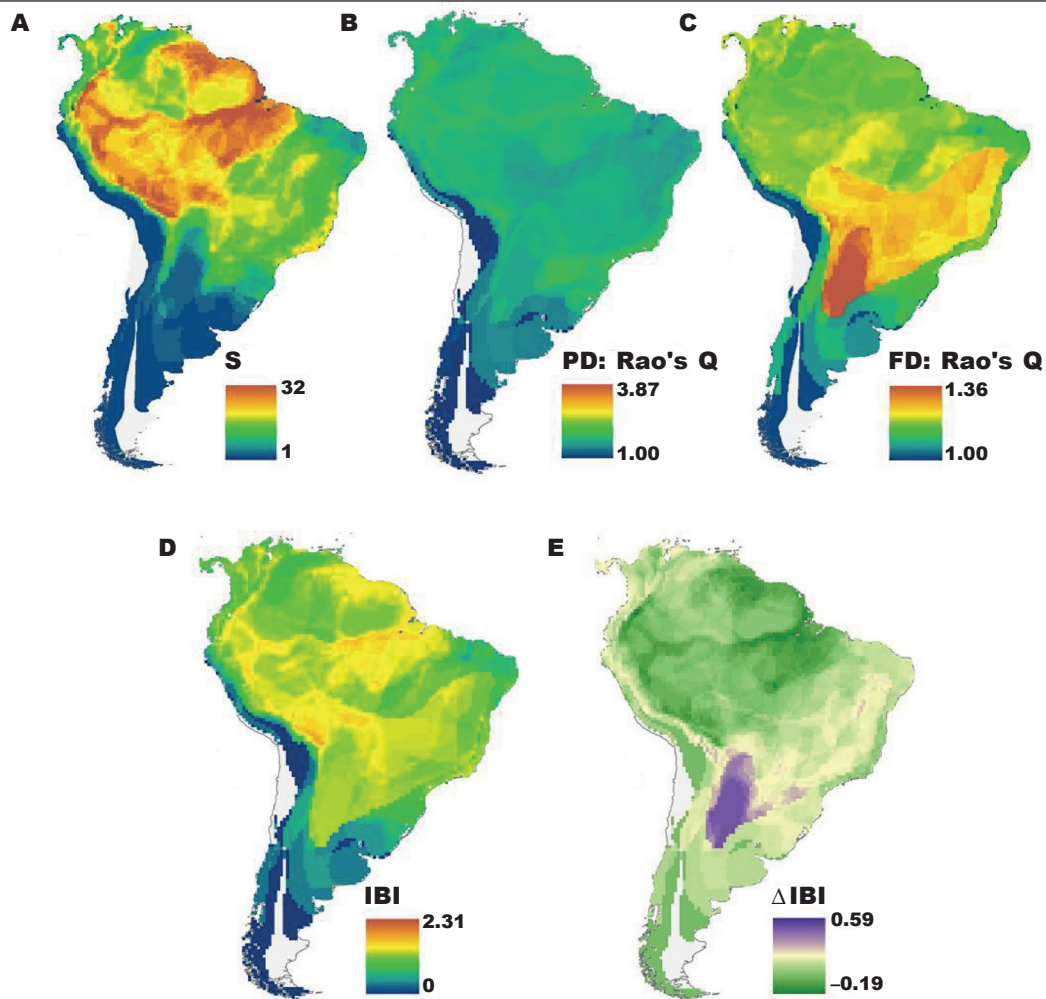 A
B
C
S
32
1
PD: Rao's Q
3.87
1.00
FD: Rao's Q
1.36
1.00
D
E
IBI
2.31
0
ΔIBI
0.59
–0.19